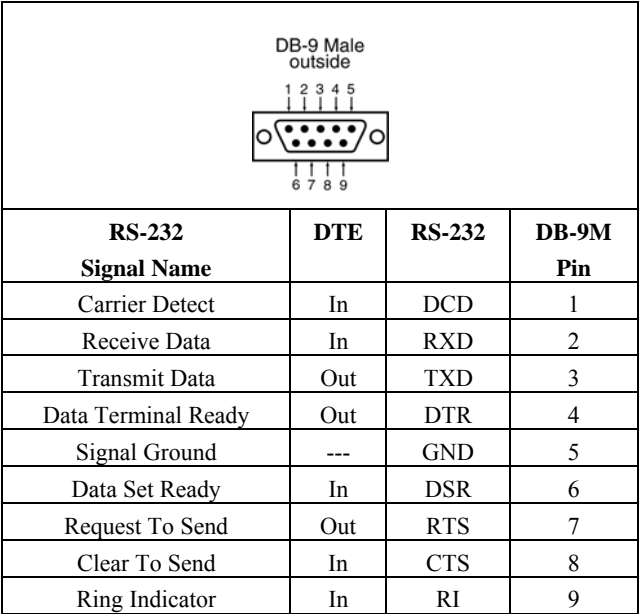 DB-9 Male
outside
1 2 3 4 5
6 7 8 9
RS-232 Signal Name DTE RS-232 DB-9M Pin
Carrier Detect In DCD 1
Receive Data In RXD 2
Transmit Data Out TXD 3
Data Terminal Ready Out DTR 4
Signal Ground --- GND 5
Data Set Ready In DSR 6
Request To Send Out RTS 7
Clear To Send In CTS 8
Ring Indicator In RI 9